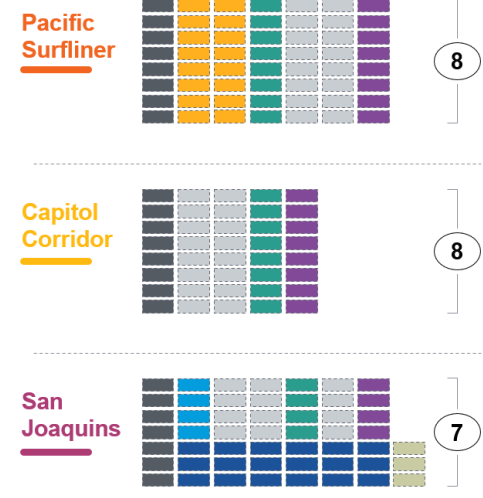 Pacific
Surfliner
8
Capitol
Corridor
8
San
Joaquins
7